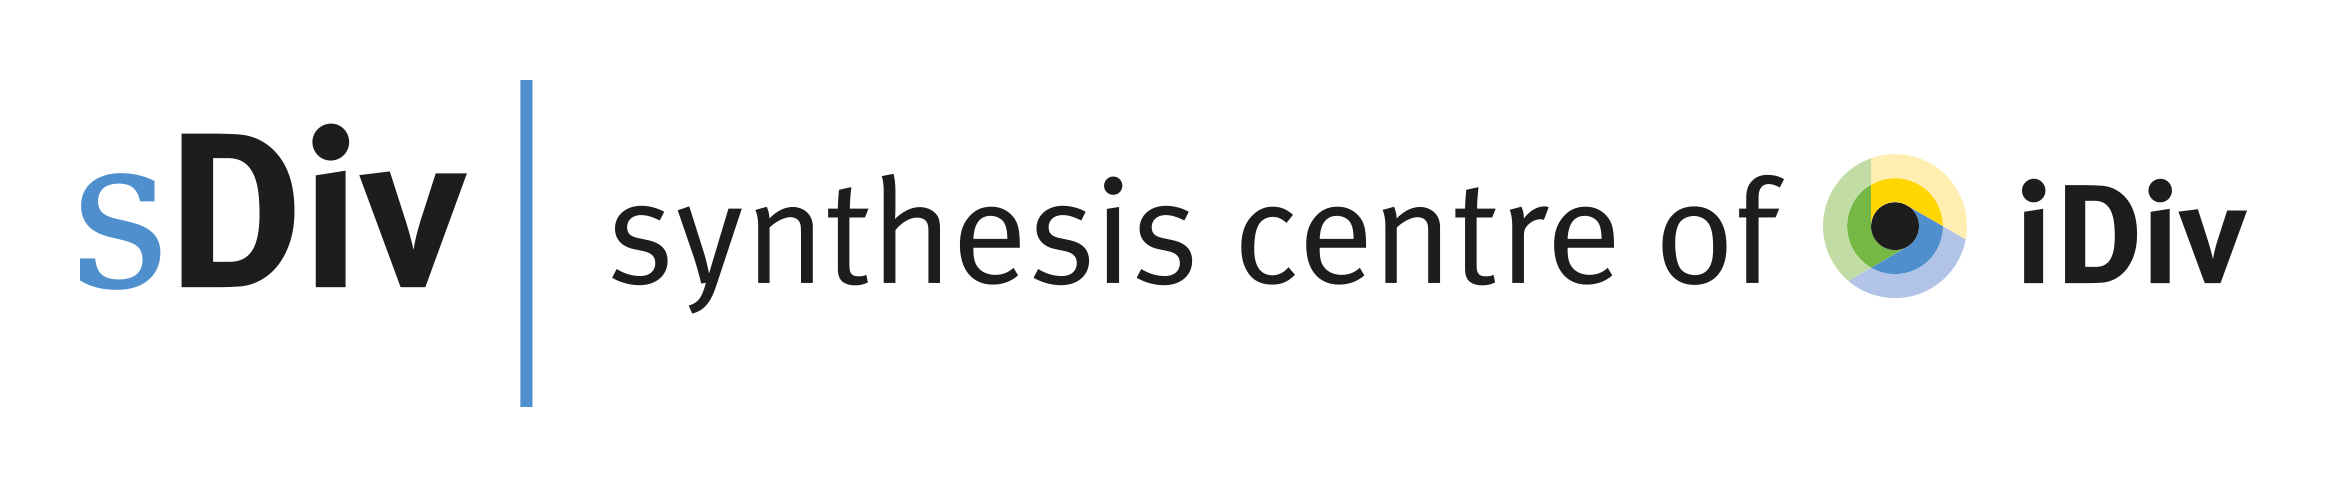 sDiv synthesis centre of iDiv